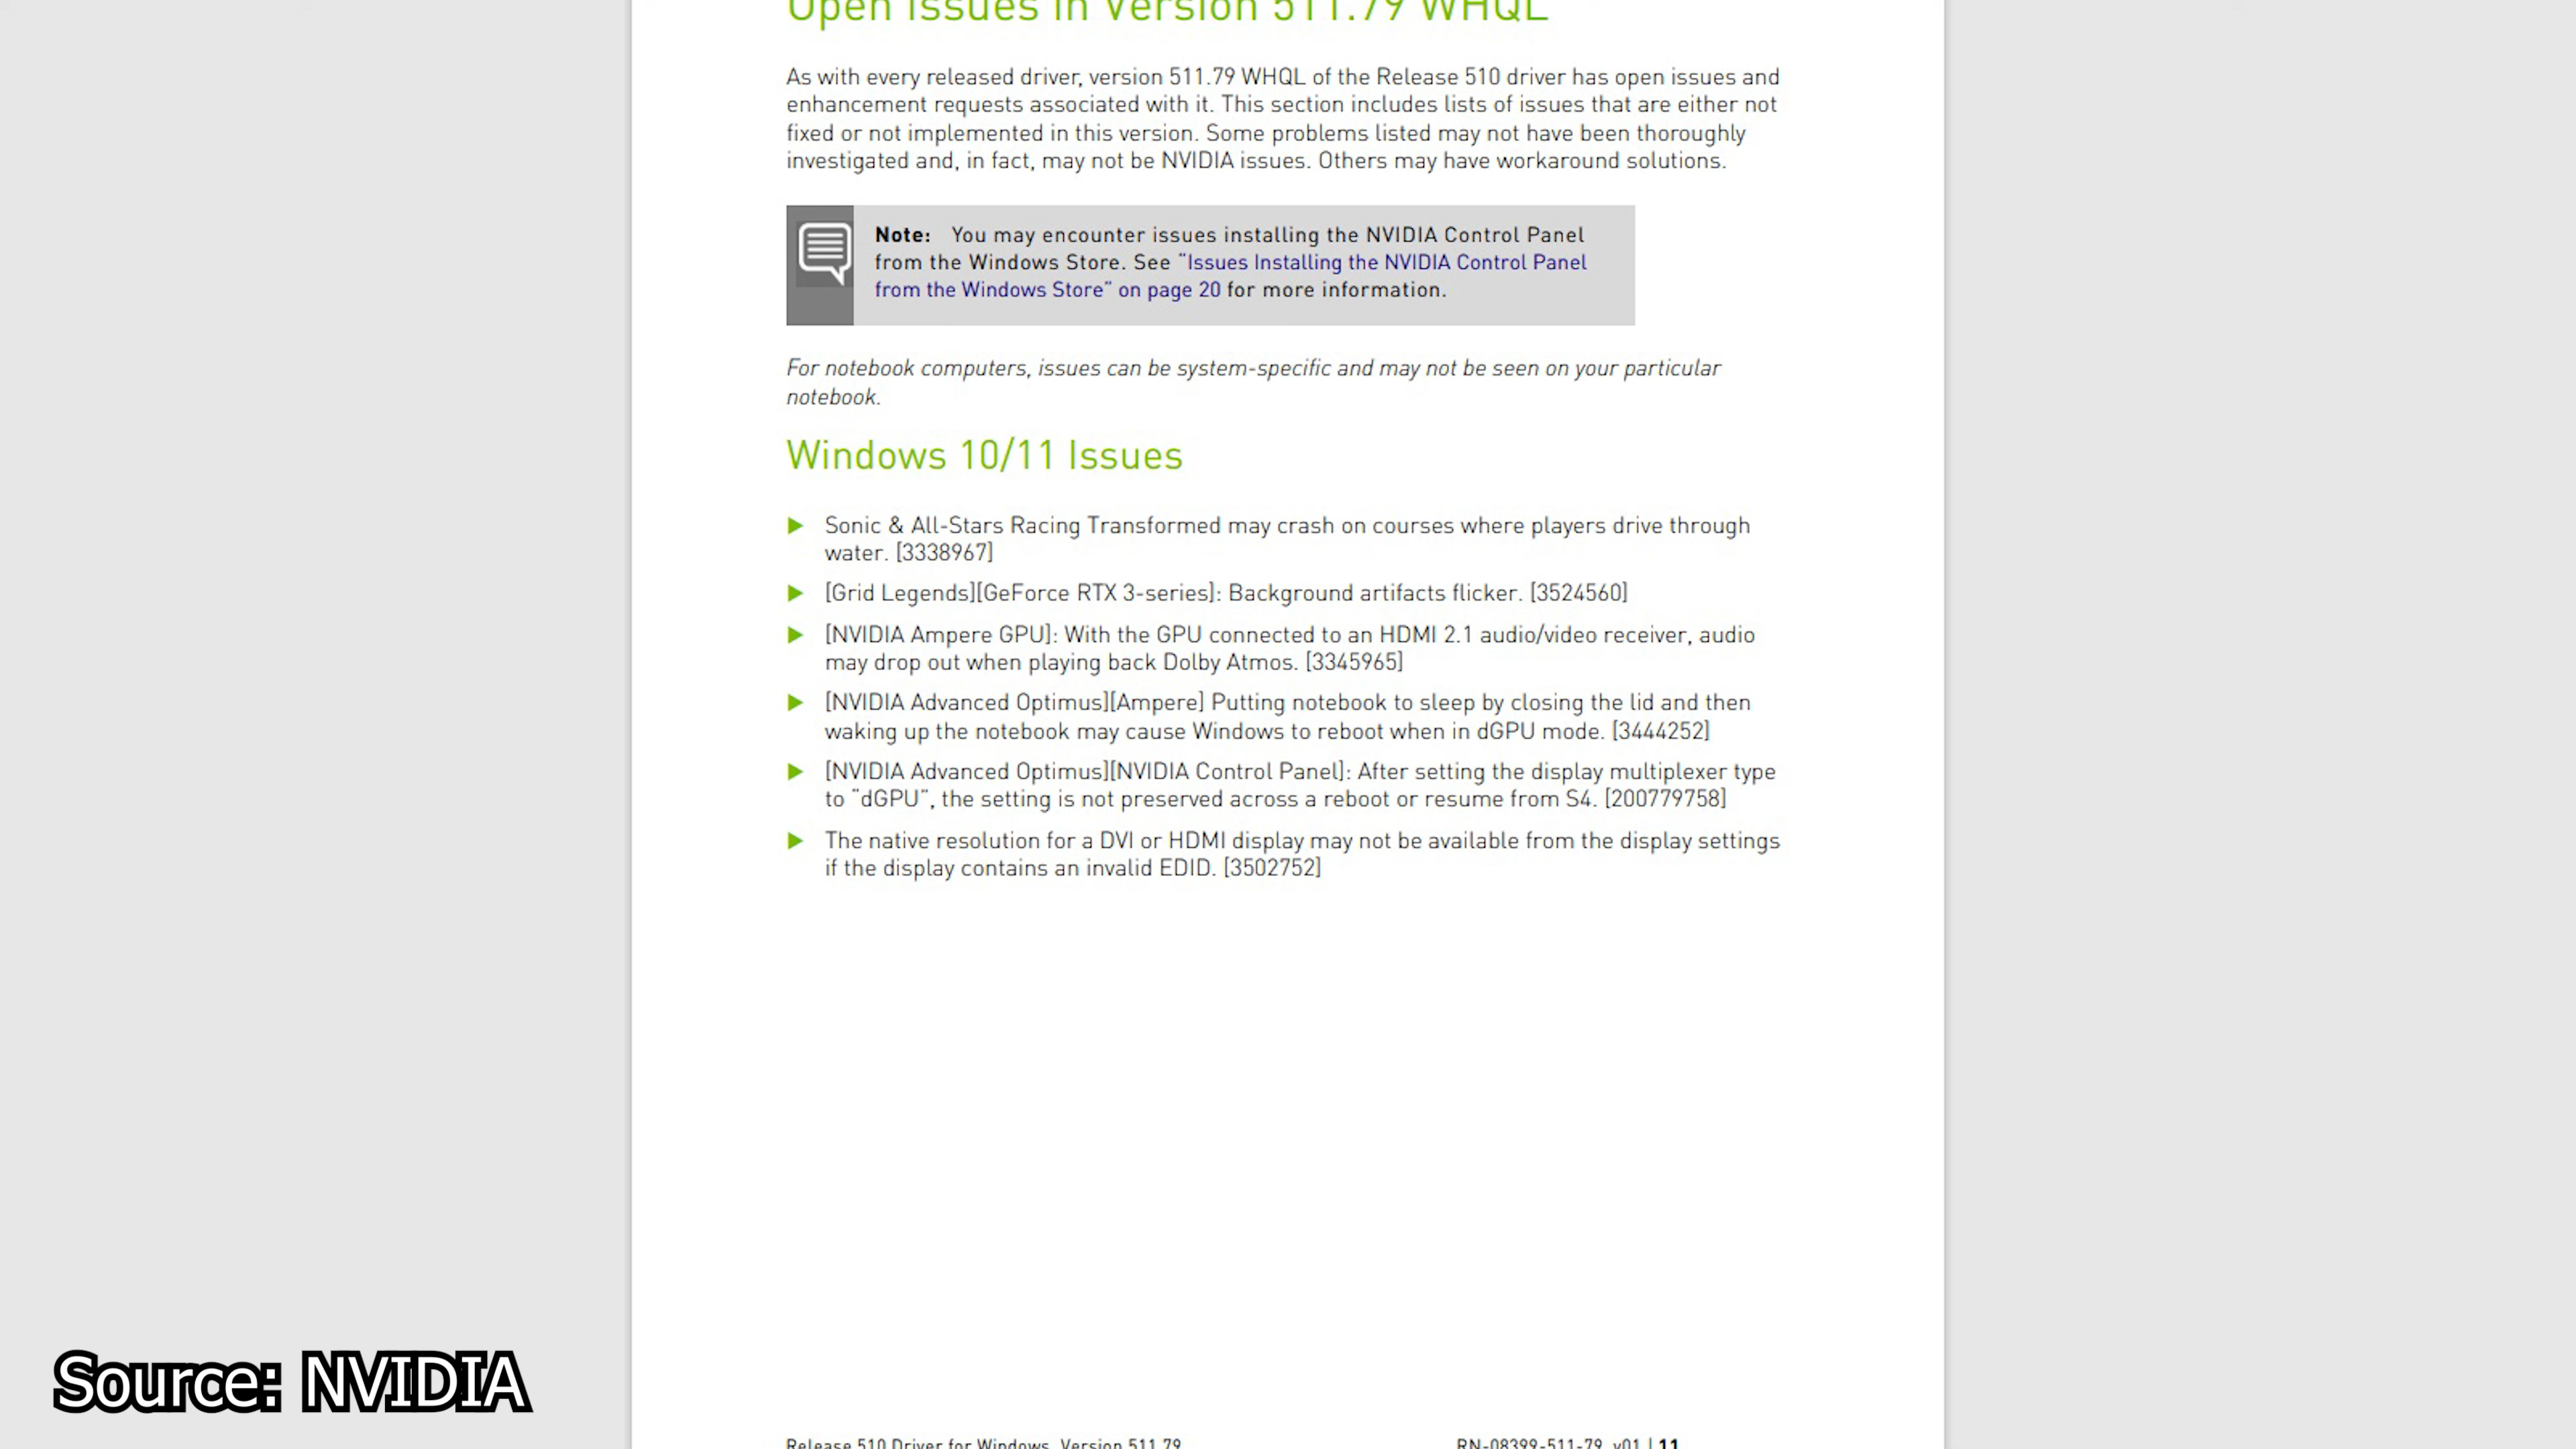 Open Issues in Version 511.79 WHQL
As with every released driver, version 511.79 WHQL of the Release 510 driver has open issues and
enhancement requests associated with it. This section includes lists of issues that are either not
fixed or not implemented in this version. Some problems listed may not have been thoroughly
investigated and, in fact, may not be NVIDIA issues. Others may have workaround solutions.
Note: You may encounter issues installing the NVIDIA Control Panel
from the Windows Store. See “Issues Installing the NVIDIA Control Panel
from the Windows Store” on page 20 for more information.
For notebook computers, issues can be system-specific and may not be seen on your particular
notebook.
Windows 10/11 Issues
Sonic & All-Stars Racing Transformed may crash on courses where players drive through
water. [3338967]
[Grid Legends][GeForce RTX 3-series]: Background artifacts flicker. [3524560]
[NVIDIA Ampere GPU]: With the GPU connected to an HDMI 2.1 audio/video receiver, audio
may drop out when playing back Dolby Atmos. [3345965]
[NVIDIA Advanced Optimus][Ampere] Putting notebook to sleep by closing the lid and then
waking up the notebook may cause Windows to reboot when in dGPU mode. [3444252]
[NVIDIA Advanced Optimus][NVIDIA Control Panel]: After setting the display multiplexer type
to “dGPU”, the setting is not preserved across a reboot or resume from S4. [200779758]
The native resolution for a DVI or HDMI display may not be available from the display settings
if the display contains an invalid EDID. [3502752]
Source: NVIDIA
Release 510 Driver for Windows, Version 511.79 RN-08399-511-79_v01 | 11